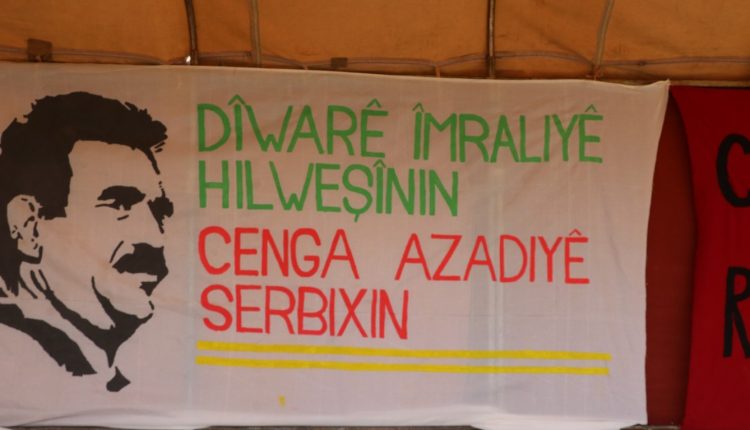 DÎWARÊ ÎMRALIYÊ
HILWEŞÎNIN
CENGA AZADIYÊ
SERBIXIN
C
R